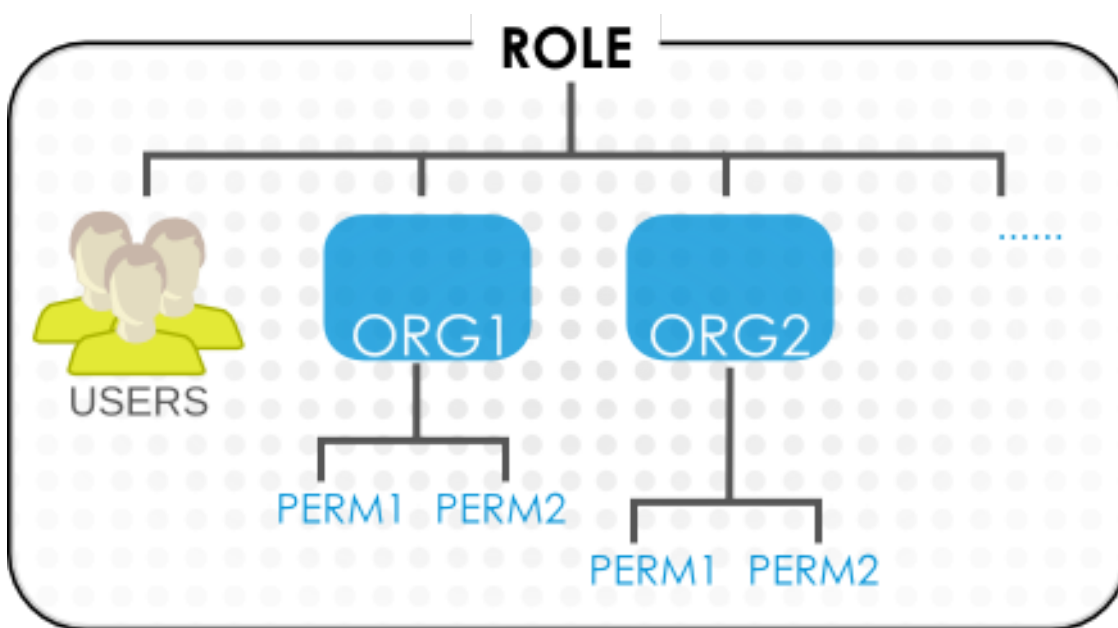 ROLE
......
ORG1
ORG2
USERS
PERM1 PERM2
PERM1 PERM2